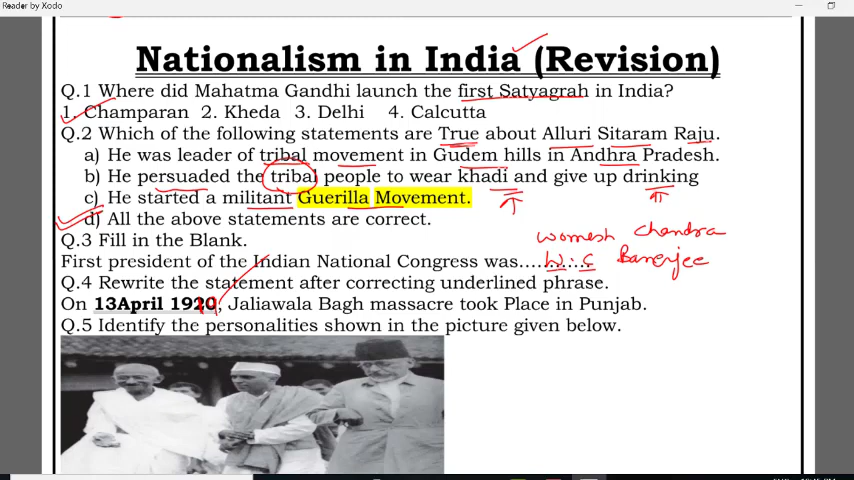 Reader by Xodo
Nationalism in India (Revision)
Q.1 Where did Mahatma Gandhi launch the first Satyagrah in India?
1. Champaran 2. Kheda 3. Delhi 4. Calcutta
Q.2 Which of the following statements are True about Alluri Sitaram Raju.
a) He was leader of tribal movement in Gudem hills in Andhra Pradesh.
b) He persuaded the tribal people to wear khadi and give up drinking
c) He started a militant Guerilla Movement.
d) All the above statements are correct.
Womesh Chandra
Q.3 Fill in the Blank.
First president of the Indian National Congress was............ W.C Banerjee
Q.4 Rewrite the statement after correcting underlined phrase.
On 13April 1920, Jaliawala Bagh massacre took Place in Punjab.
Q.5 Identify the personalities shown in the picture given below.